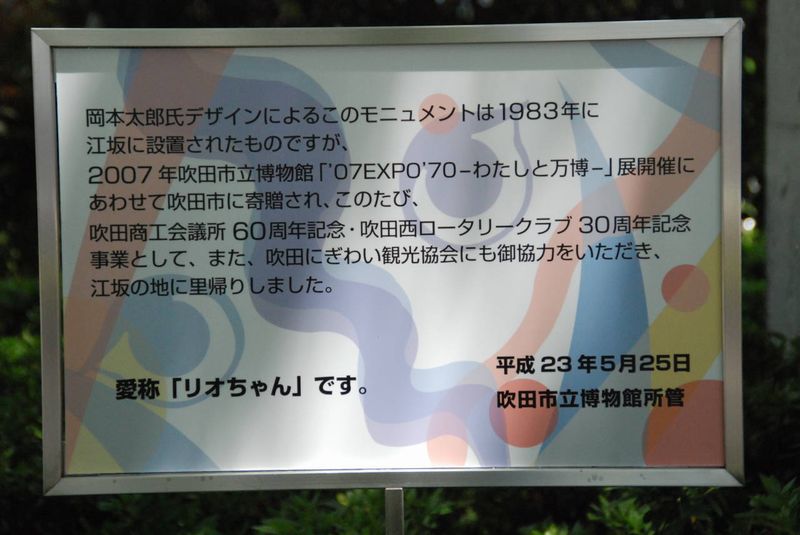 岡本太郎氏デザインによるこのモニュメントは1983年に
江坂に設置されたものですが、
2007年吹田市立博物館「'07EXPO'70－わたしと万博－」展開催に
あわせて吹田市に寄贈され、このたび、
吹田商工会議所60周年記念・吹田西ロータリークラブ30周年記念
事業として、また、吹田にぎわい観光協会にも御協力をいただき、
江坂の地に里帰りしました。
愛称「リオちゃん」です。
平成23年5月25日
吹田市立博物館所管